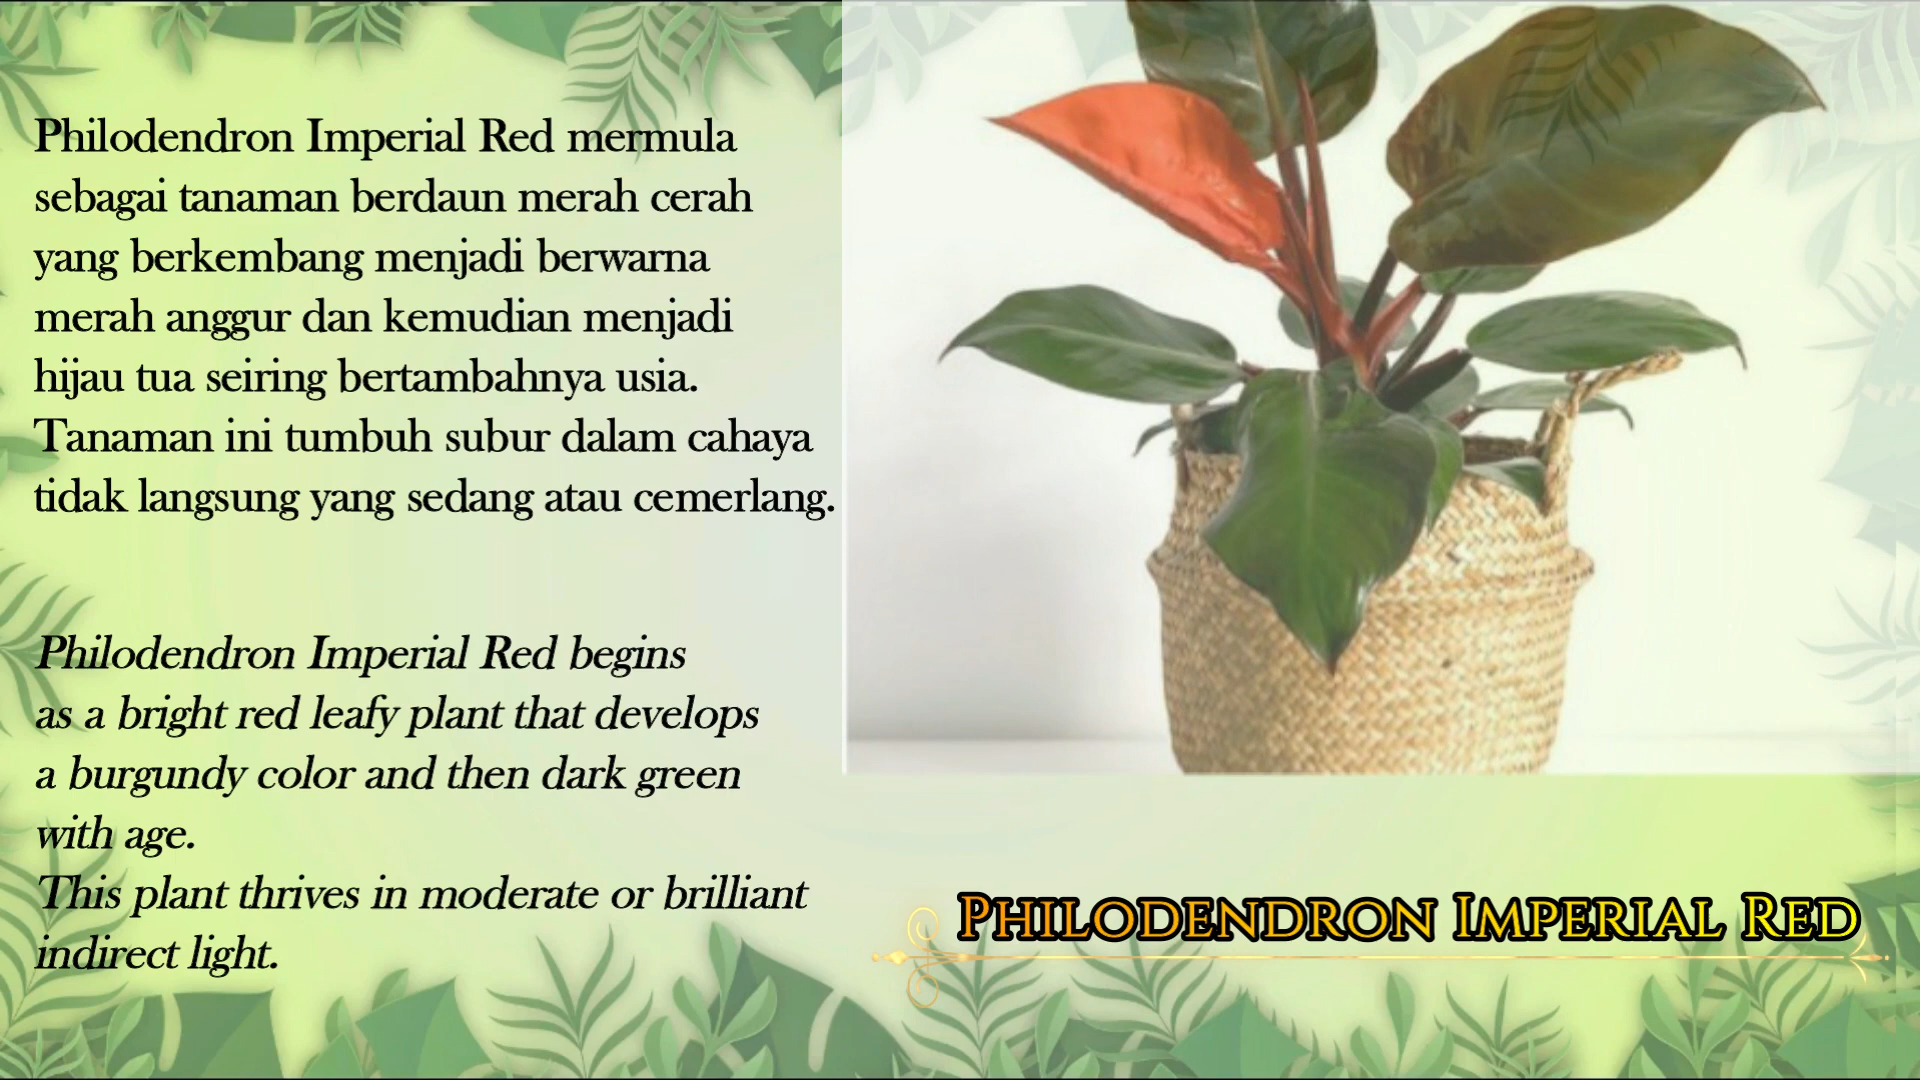 Philodendron Imperial Red mermula
sebagai tanaman berdaun merah cerah
yang berkembang menjadi berwarna
merah anggur dan kemudian menjadi
hijau tua seiring bertambahnya usia.
Tanaman ini tumbuh subur dalam cahaya
tidak langsung yang sedang atau cemerlang.
Philodendron Imperial Red begins
as a bright red leafy plant that develops
a burgundy color and then dark green
with age.
This plant thrives in moderate or brilliant
indirect light.
Philodendron Imperial Red